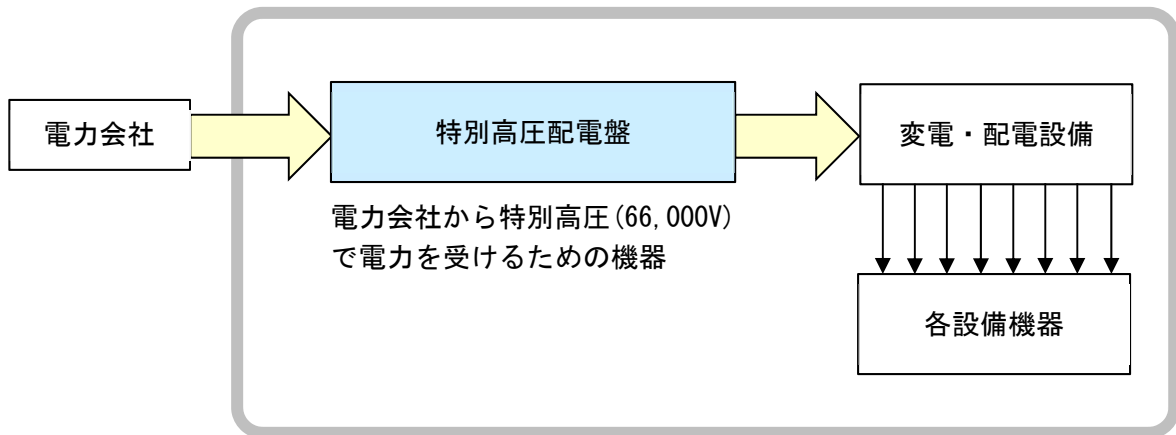 電力会社
特別高圧配電盤
変電・配電設備
電力会社から特別高圧(66,000V)
で電力を受けるための機器
各設備機器